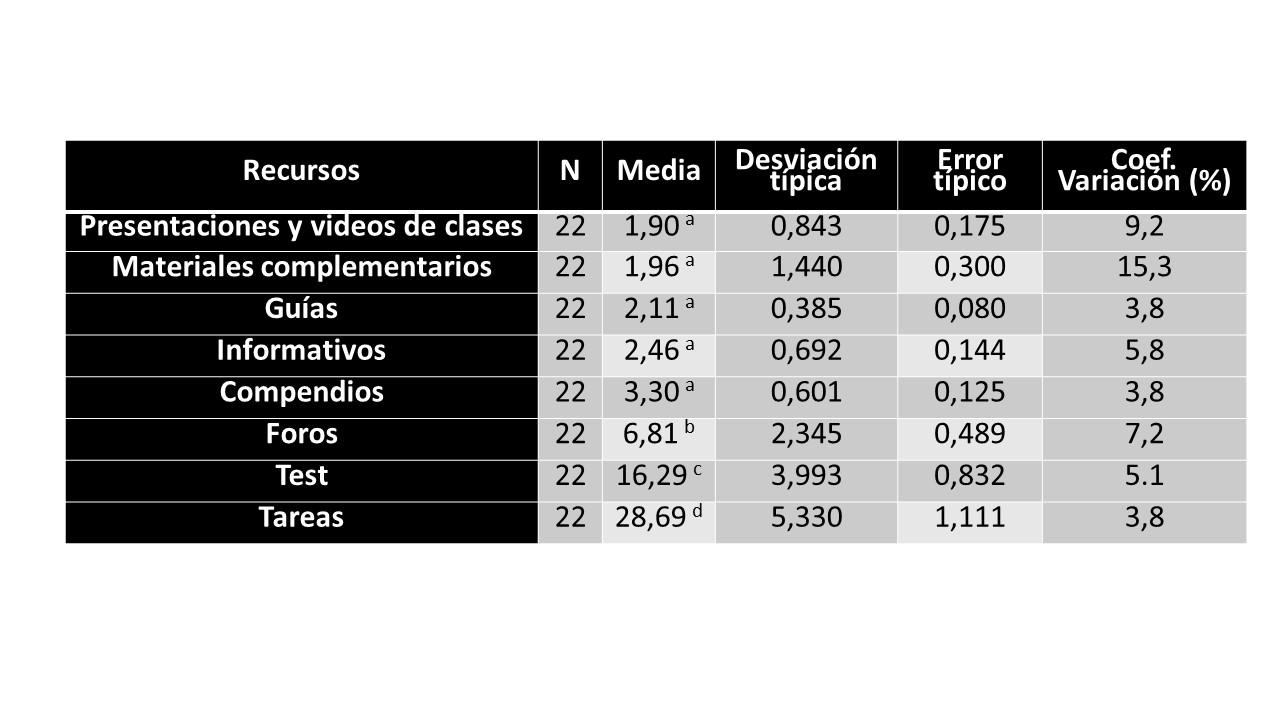 Recursos N Media Desviación típica Error típico Coef. Variación (%)
Presentaciones y videos de clases 22 1,90 a 0,843 0,175 9,2
Materiales complementarios 22 1,96 a 1,440 0,300 15,3
Guías 22 2,11 a 0,385 0,080 3,8
Informativos 22 2,46 a 0,692 0,144 5,8
Compendios 22 3,30 a 0,601 0,125 3,8
Foros 22 6,81 b 2,345 0,489 7,2
Test 22 16,29 c 3,993 0,832 5.1
Tareas 22 28,69 d 5,330 1,111 3,8